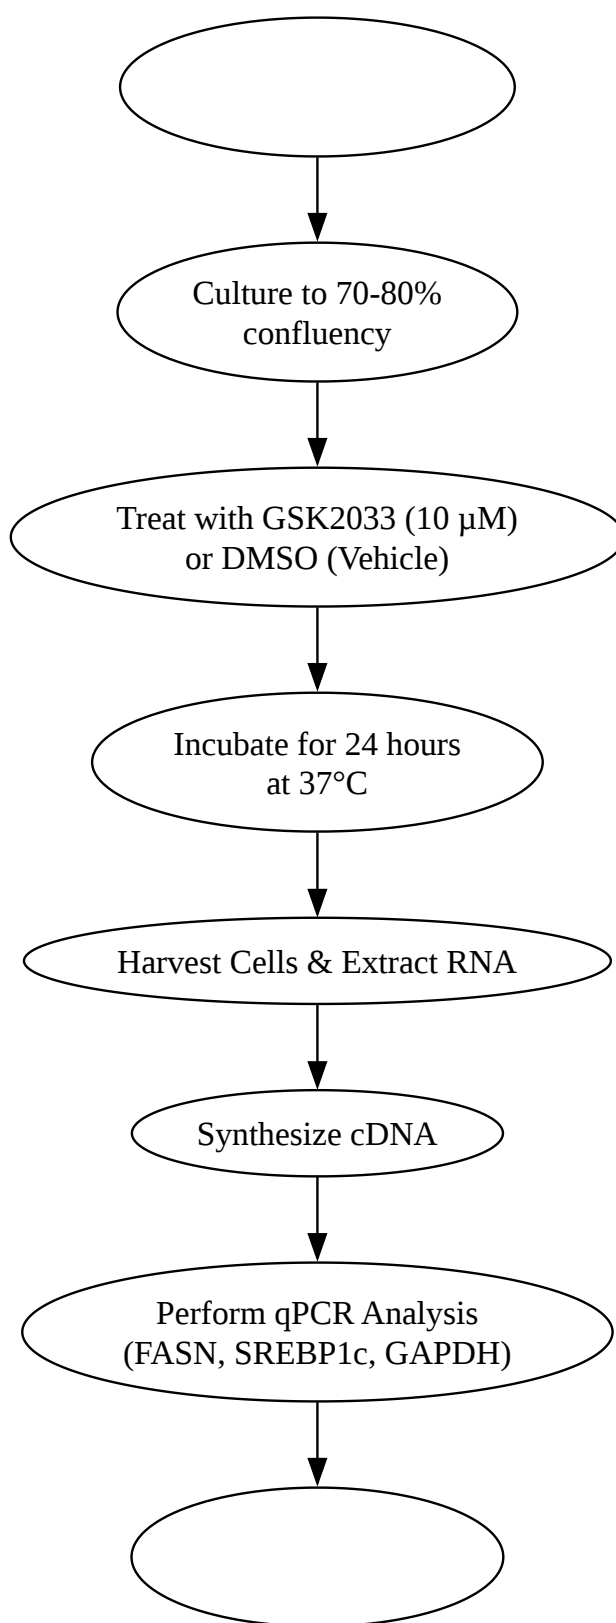 Culture to 70-80%
confluency
Treat with GSK2033 (10 µM)
or DMSO (Vehicle)
Incubate for 24 hours
at 37°C
Harvest Cells & Extract RNA
Synthesize cDNA
Perform qPCR Analysis
(FASN, SREBP1c, GAPDH)